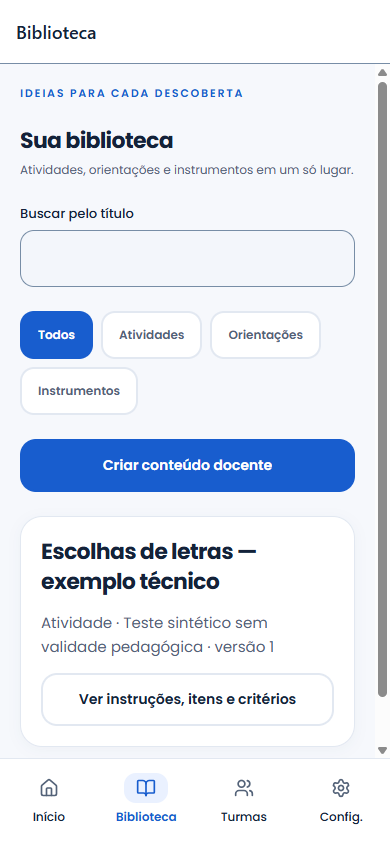 Biblioteca
IDEIAS PARA CADA DESCOBERTA
Sua biblioteca
Atividades, orientações e instrumentos em um só lugar.
Buscar pelo título
Todos
Atividades
Orientações
Instrumentos
Criar conteúdo docente
Escolhas de letras —
exemplo técnico
Atividade · Teste sintético sem
validade pedagógica · versão 1
Ver instruções, itens e critérios
Início
Biblioteca
Turmas
Config.